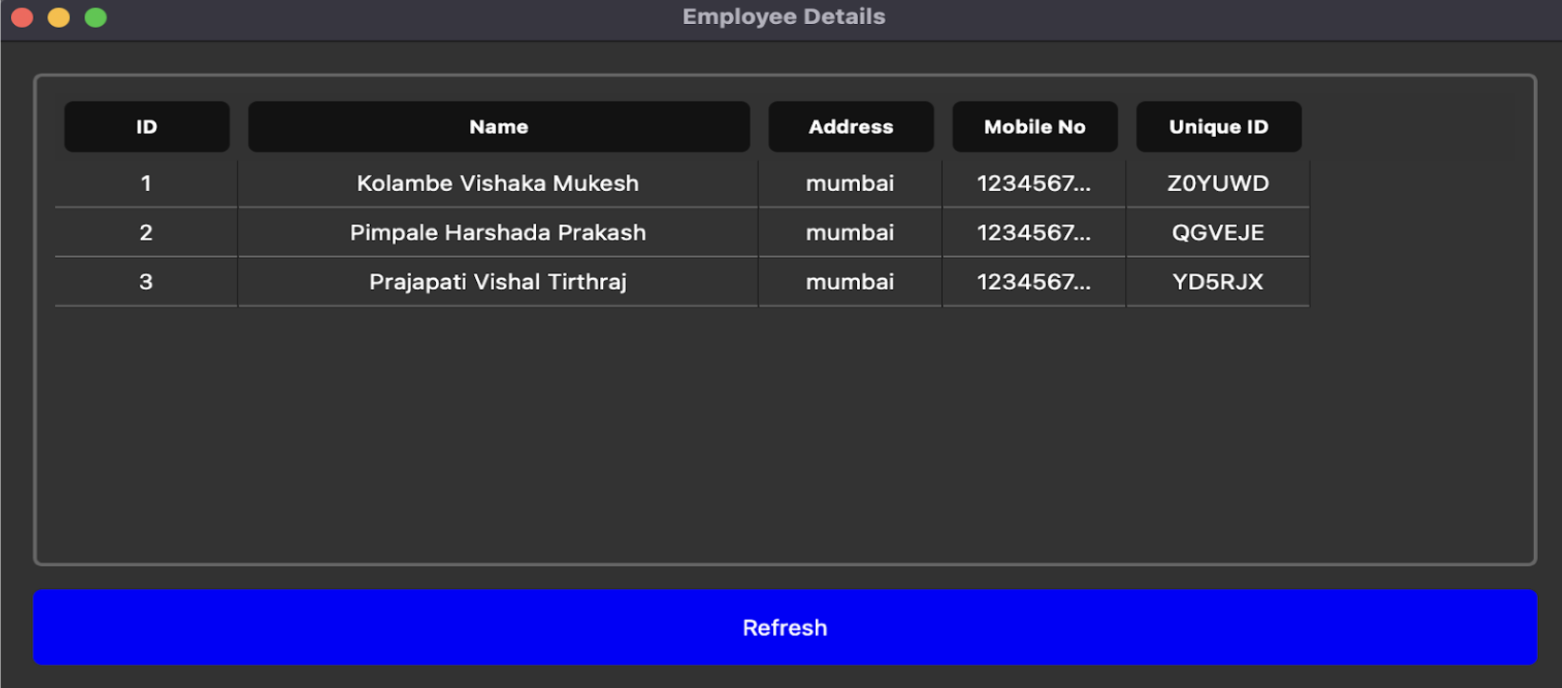 Employee Details
ID Name Address Mobile No Unique ID
1 Kolambe Vishaka Mukesh mumbai 1234567... Z0YUWD
2 Pimpale Harshada Prakash mumbai 1234567... QGVEJE
3 Prajapati Vishal Tirthraj mumbai 1234567... YD5RJX
Refresh